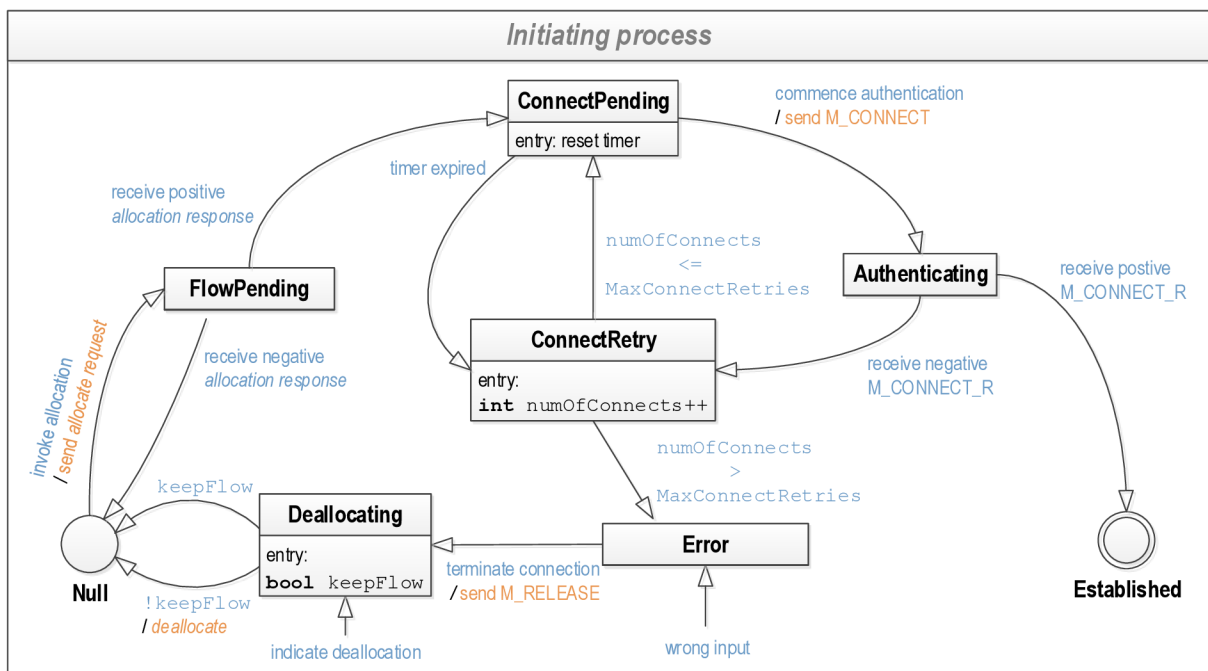 Initiating process
ConnectPending
entry: reset timer
commence authentication
/ send M_CONNECT
timer expired
receive positive
allocation response
numOfConnects
<=
MaxConnectRetries
Authenticating
receive postive
M_CONNECT_R
FlowPending
ConnectRetry
entry:
int numOfConnects++
receive negative
allocation response
receive negative
M_CONNECT_R
invoke allocation
/ send allocate request
numOfConnects
>
MaxConnectRetries
keepFlow
Deallocating
entry:
bool keepFlow
Error
terminate connection
/ send M_RELEASE
Null
Established
!keepFlow
/ deallocate
indicate deallocation
wrong input